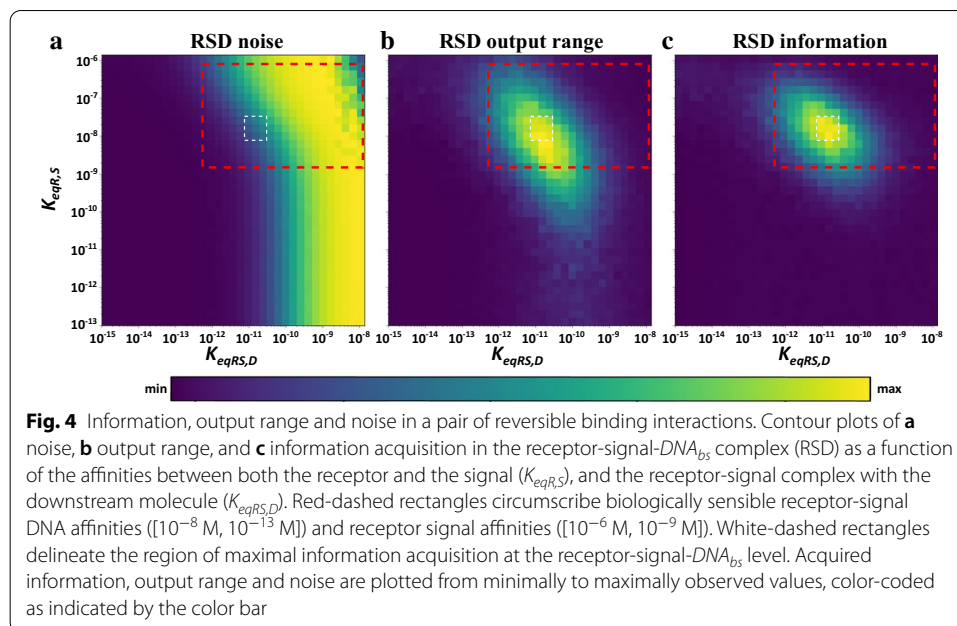 a RSD noise b RSD output range c RSD information
10⁻⁶
10⁻⁷
10⁻⁸
10⁻⁹
10⁻¹⁰
10⁻¹¹
10⁻¹²
10⁻¹³
K_eqR,S
10⁻¹⁵ 10⁻¹⁴ 10⁻¹³ 10⁻¹² 10⁻¹¹ 10⁻¹⁰ 10⁻⁹ 10⁻⁸ 10⁻¹⁵ 10⁻¹⁴ 10⁻¹³ 10⁻¹² 10⁻¹¹ 10⁻¹⁰ 10⁻⁹ 10⁻⁸ 10⁻¹⁵ 10⁻¹⁴ 10⁻¹³ 10⁻¹² 10⁻¹¹ 10⁻¹⁰ 10⁻⁹ 10⁻⁸
K_eqRS,D K_eqRS,D K_eqRS,D
min max
Fig. 4 Information, output range and noise in a pair of reversible binding interactions. Contour plots of a
noise, b output range, and c information acquisition in the receptor-signal-DNA_bs complex (RSD) as a function
of the affinities between both the receptor and the signal (K_eqR,S), and the receptor-signal complex with the
downstream molecule (K_eqRS,D). Red-dashed rectangles circumscribe biologically sensible receptor-signal
DNA affinities ([10⁻⁸ M, 10⁻¹³ M]) and receptor signal affinities ([10⁻⁶ M, 10⁻⁹ M]). White-dashed rectangles
delineate the region of maximal information acquisition at the receptor-signal-DNA_bs level. Acquired
information, output range and noise are plotted from minimally to maximally observed values, color-coded
as indicated by the color bar